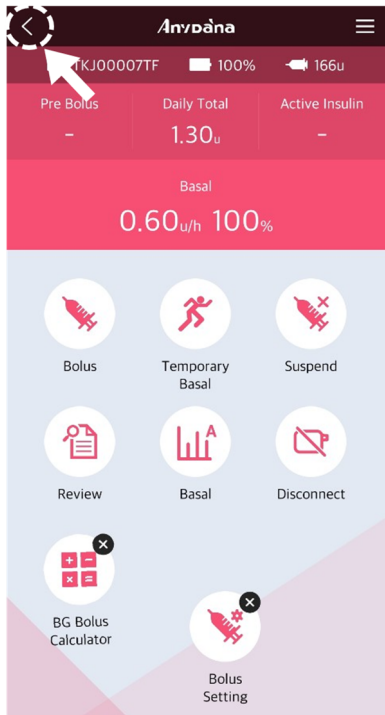 AnyDana
TKJ00007TF 100% 166u
Pre Bolus Daily Total Active Insulin
- 1.30u -
Basal
0.60u/h 100%
Bolus Temporary Basal Suspend
Review Basal Disconnect
BG Bolus
Calculator
Bolus
Setting